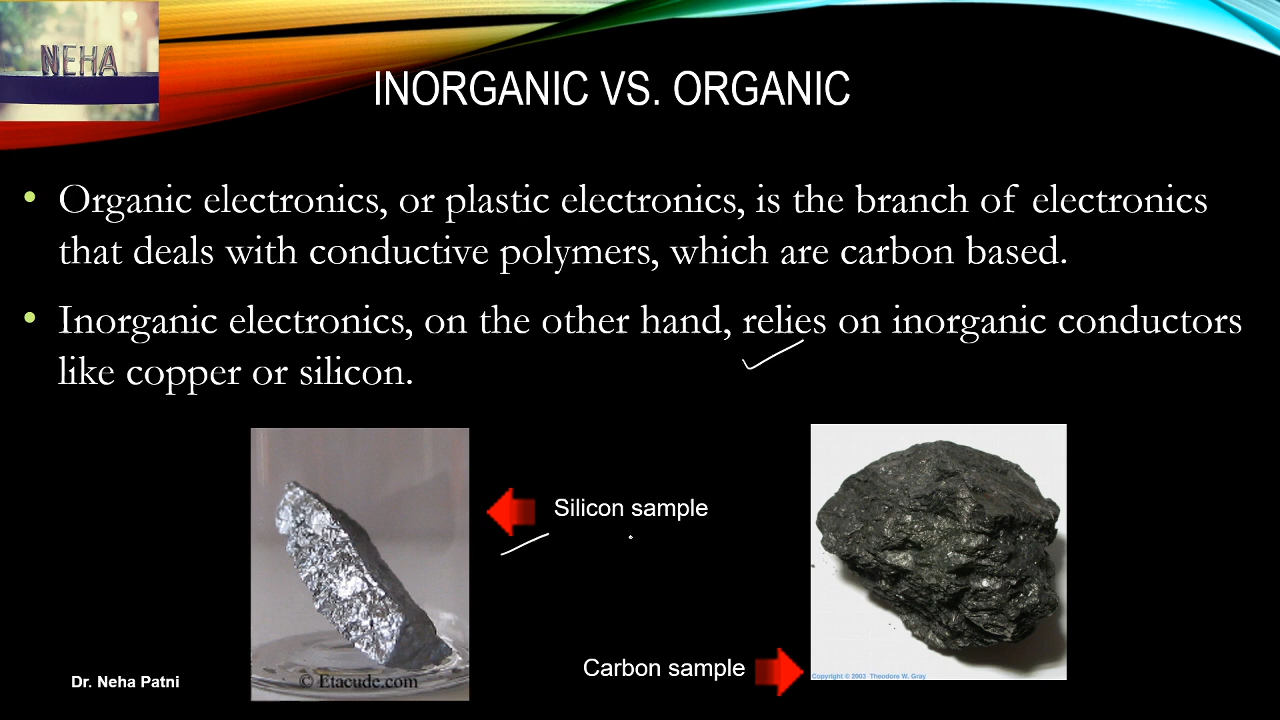 NEHA
INORGANIC VS. ORGANIC
• Organic electronics, or plastic electronics, is the branch of electronics
that deals with conductive polymers, which are carbon based.
• Inorganic electronics, on the other hand, relies on inorganic conductors
like copper or silicon.
Silicon sample
Carbon sample
© Etacude.com
Copyright © 2003 Theodore W. Gray
Dr. Neha Patni